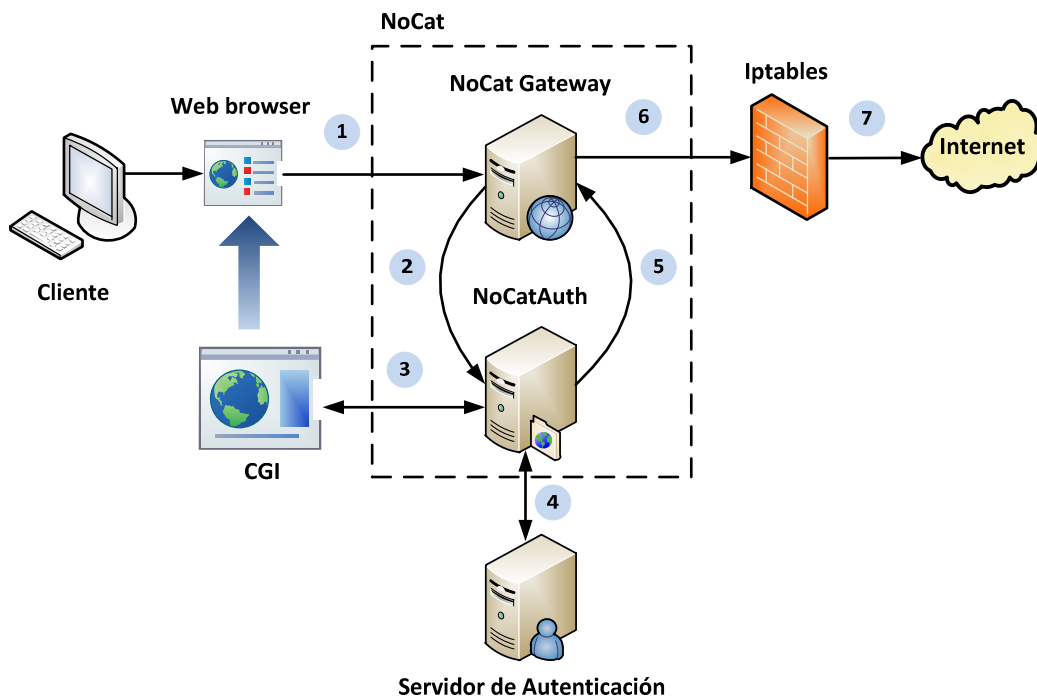 NoCat
NoCat Gateway
Iptables
Web browser
1
6
7
Internet
2
5
Cliente
NoCatAuth
3
CGI
4
Servidor de Autenticación